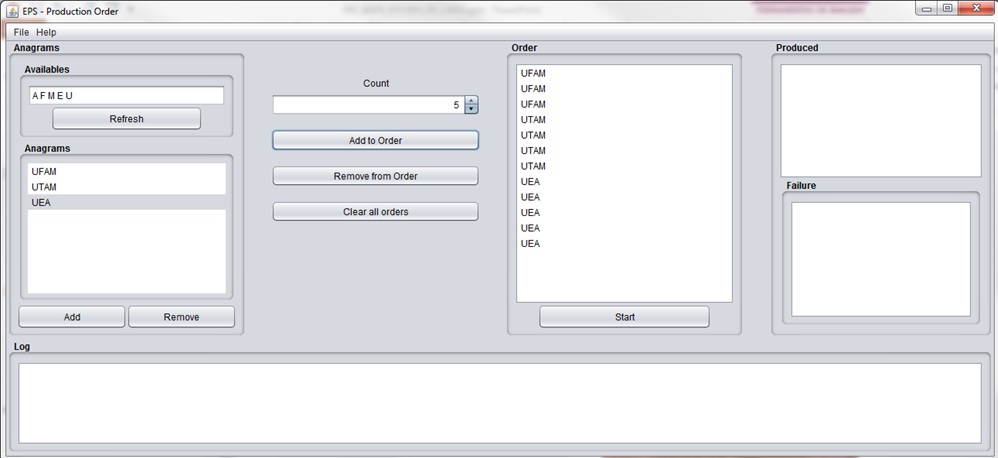 EPS - Production Order
File Help
Anagrams
Availables
A F M E U
Refresh
Anagrams
UFAM
UTAM
UEA
Add
Remove
Count
5
Add to Order
Remove from Order
Clear all orders
Order
UFAM
UFAM
UFAM
UTAM
UTAM
UTAM
UTAM
UEA
UEA
UEA
UEA
UEA
Start
Produced
Failure
Log